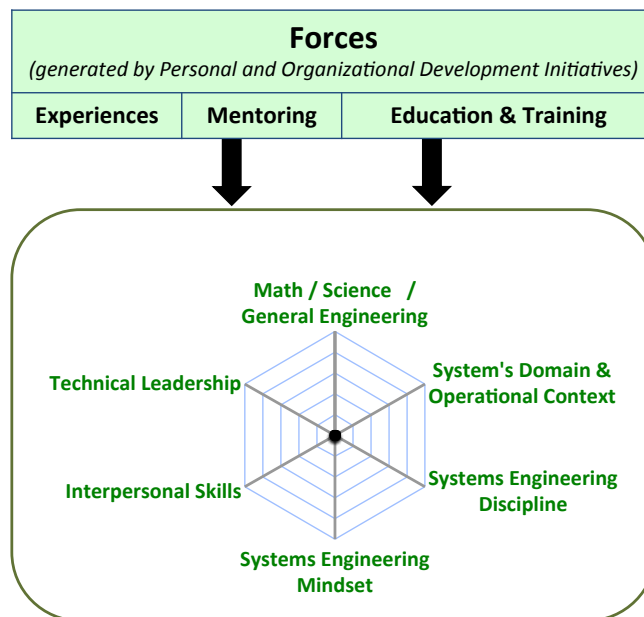 Forces
(generated by Personal and Organizational Development Initiatives)
Experiences
Mentoring
Education & Training
Math / Science /
General Engineering
Technical Leadership
System's Domain &
Operational Context
Interpersonal Skills
Systems Engineering
Discipline
Systems Engineering
Mindset